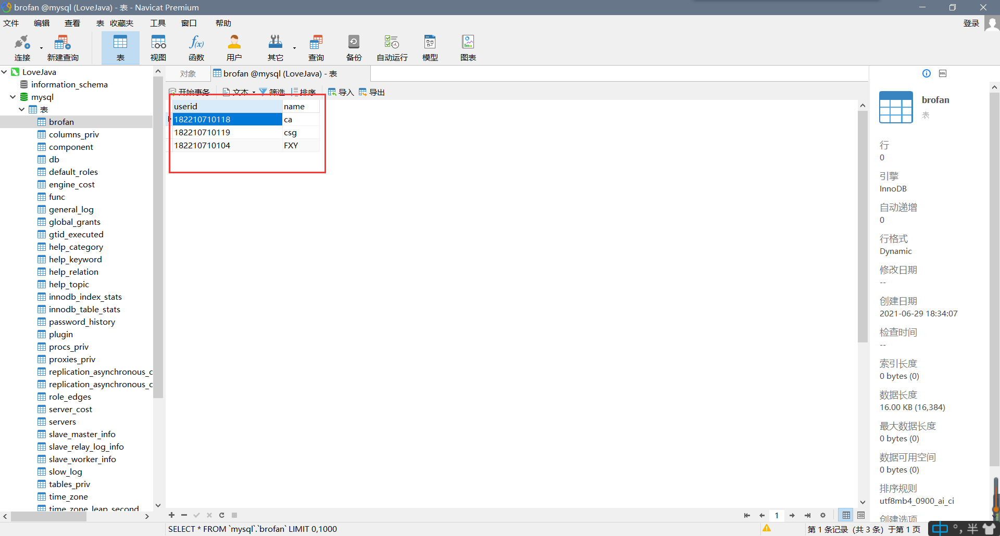 brofan @mysql (LoveJava) - 表 - Navicat Premium
文件 编辑 查看 表 收藏夹 工具 窗口 帮助 登录
连接 新建查询 表 视图 函数 用户 其它 查询 备份 自动运行 模型 图表
LoveJava
information_schema
mysql
表
brofan
columns_priv
component
db
default_roles
engine_cost
func
general_log
global_grants
gtid_executed
help_category
help_keyword
help_relation
help_topic
innodb_index_stats
innodb_table_stats
password_history
plugin
procs_priv
proxies_priv
replication_asynchronous_c
replication_asynchronous_c
role_edges
server_cost
servers
slave_master_info
slave_relay_log_info
slave_worker_info
slow_log
tables_priv
time_zone
time_zone_leap_second
对象 brofan @mysql (LoveJava) - 表
开始事务 文本 筛选 排序 导入 导出
userid name
182210710118 ca
182210710119 csg
182210710104 FXY
1
SELECT * FROM `mysql`.`brofan` LIMIT 0,1000
第 1 条记录 (共 3 条) 于第 1 页
DDL
brofan
表
行
0
引擎
InnoDB
自动递增
0
行格式
Dynamic
修改日期
--
创建日期
2021-06-29 18:34:07
检查时间
--
索引长度
0 bytes (0)
数据长度
16.00 KB (16,384)
最大数据长度
0 bytes (0)
数据可用空间
0 bytes (0)
排序规则
utf8mb4_0900_ai_ci
创建选项
中 °, 半